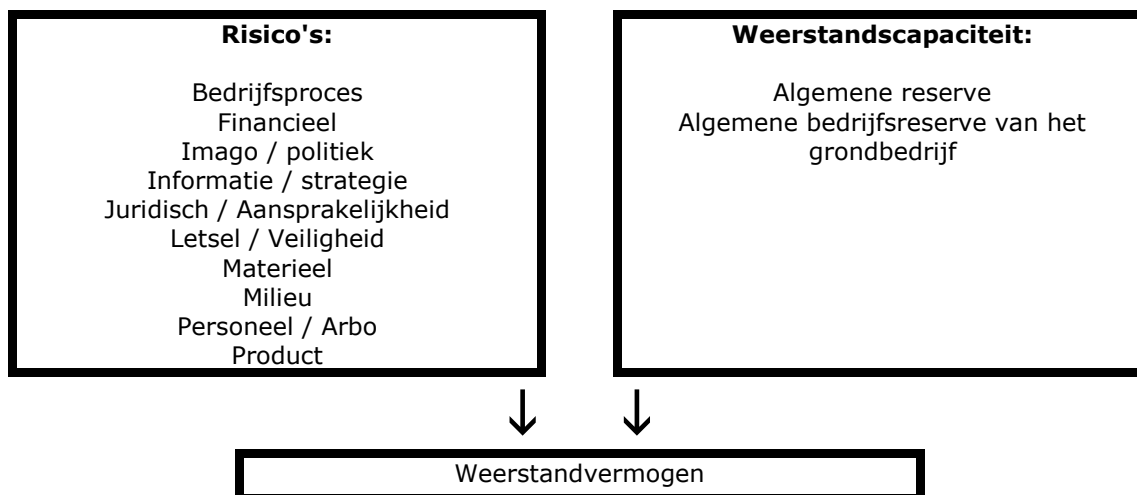 Risico's:
Bedrijfsproces
Financieel
Imago / politiek
Informatie / strategie
Juridisch / Aansprakelijkheid
Letsel / Veiligheid
Materieel
Milieu
Personeel / Arbo
Product
Weerstandscapaciteit:
Algemene reserve
Algemene bedrijfsreserve van het
grondbedrijf
Weerstandvermogen